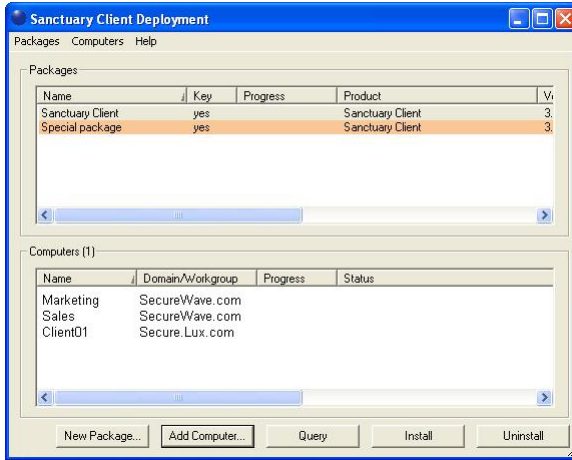 Sanctuary Client Deployment
Packages Computers Help
Packages
Name Key Progress Product
Sanctuary Client yes Sanctuary Client 3.
Special package yes Sanctuary Client 3.
Computers (1)
Name Domain/Workgroup Progress Status
Marketing SecureWave.com
Sales SecureWave.com
Client01 Secure.Lux.com
New Package... Add Computer... Query Install Uninstall